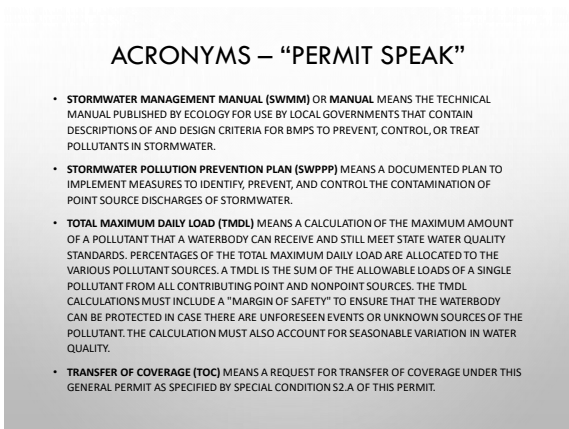 ACRONYMS – “PERMIT SPEAK”
• STORMWATER MANAGEMENT MANUAL (SWMM) OR MANUAL MEANS THE TECHNICAL
MANUAL PUBLISHED BY ECOLOGY FOR USE BY LOCAL GOVERNMENTS THAT CONTAIN
DESCRIPTIONS OF AND DESIGN CRITERIA FOR BMPS TO PREVENT, CONTROL, OR TREAT
POLLUTANTS IN STORMWATER.
• STORMWATER POLLUTION PREVENTION PLAN (SWPPP) MEANS A DOCUMENTED PLAN TO
IMPLEMENT MEASURES TO IDENTIFY, PREVENT, AND CONTROL THE CONTAMINATION OF
POINT SOURCE DISCHARGES OF STORMWATER.
• TOTAL MAXIMUM DAILY LOAD (TMDL) MEANS A CALCULATION OF THE MAXIMUM AMOUNT
OF A POLLUTANT THAT A WATERBODY CAN RECEIVE AND STILL MEET STATE WATER QUALITY
STANDARDS. PERCENTAGES OF THE TOTAL MAXIMUM DAILY LOAD ARE ALLOCATED TO THE
VARIOUS POLLUTANT SOURCES. A TMDL IS THE SUM OF THE ALLOWABLE LOADS OF A SINGLE
POLLUTANT FROM ALL CONTRIBUTING POINT AND NONPOINT SOURCES. THE TMDL
CALCULATIONS MUST INCLUDE A "MARGIN OF SAFETY" TO ENSURE THAT THE WATERBODY
CAN BE PROTECTED IN CASE THERE ARE UNFORESEEN EVENTS OR UNKNOWN SOURCES OF THE
POLLUTANT. THE CALCULATION MUST ALSO ACCOUNT FOR SEASONABLE VARIATION IN WATER
QUALITY.
• TRANSFER OF COVERAGE (TOC) MEANS A REQUEST FOR TRANSFER OF COVERAGE UNDER THIS
GENERAL PERMIT AS SPECIFIED BY SPECIAL CONDITION S2.A OF THIS PERMIT.